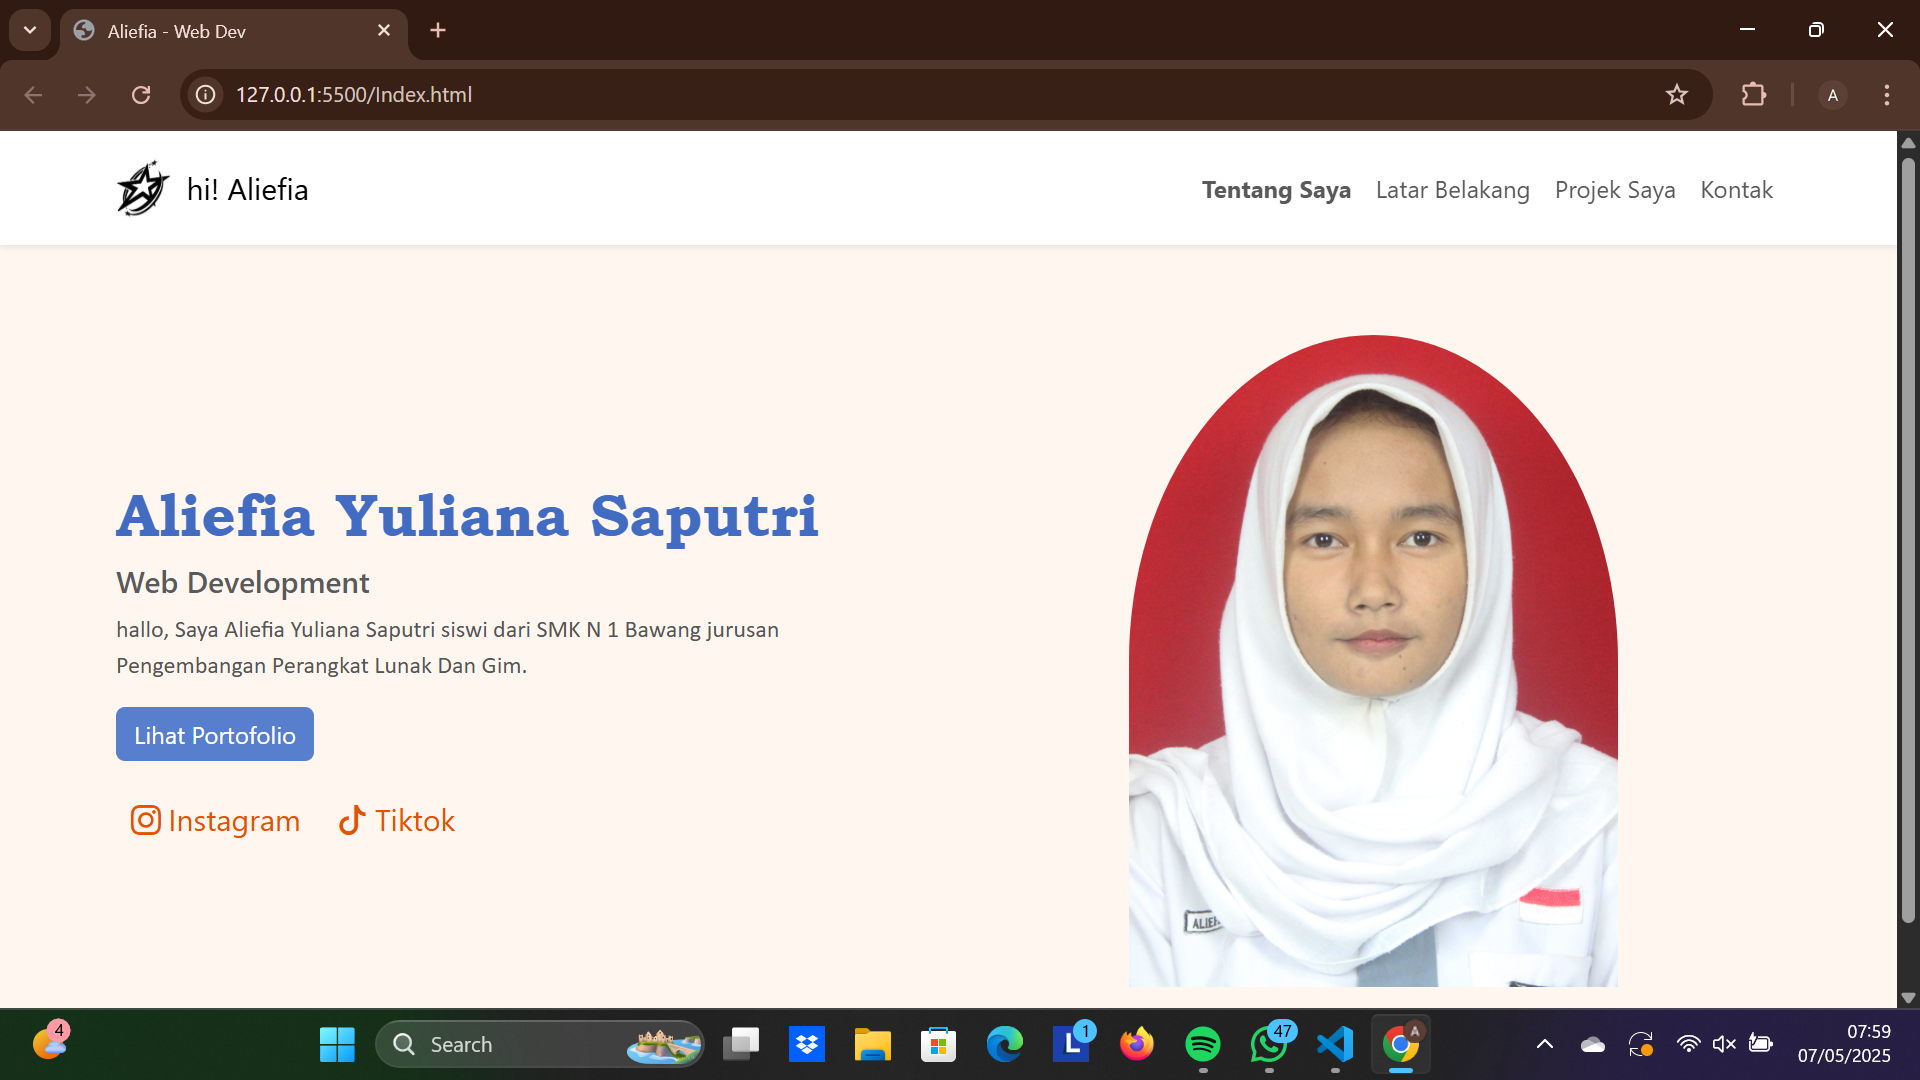 Aliefia - Web Dev
127.0.0.1:5500/Index.html
A
hi! Aliefia
Tentang Saya
Latar Belakang
Projek Saya
Kontak
Aliefia Yuliana Saputri
Web Development
hallo, Saya Aliefia Yuliana Saputri siswi dari SMK N 1 Bawang jurusan
Pengembangan Perangkat Lunak Dan Gim.
Lihat Portofolio
Instagram
Tiktok
4
Search
L
1
47
A
07:59
07/05/2025